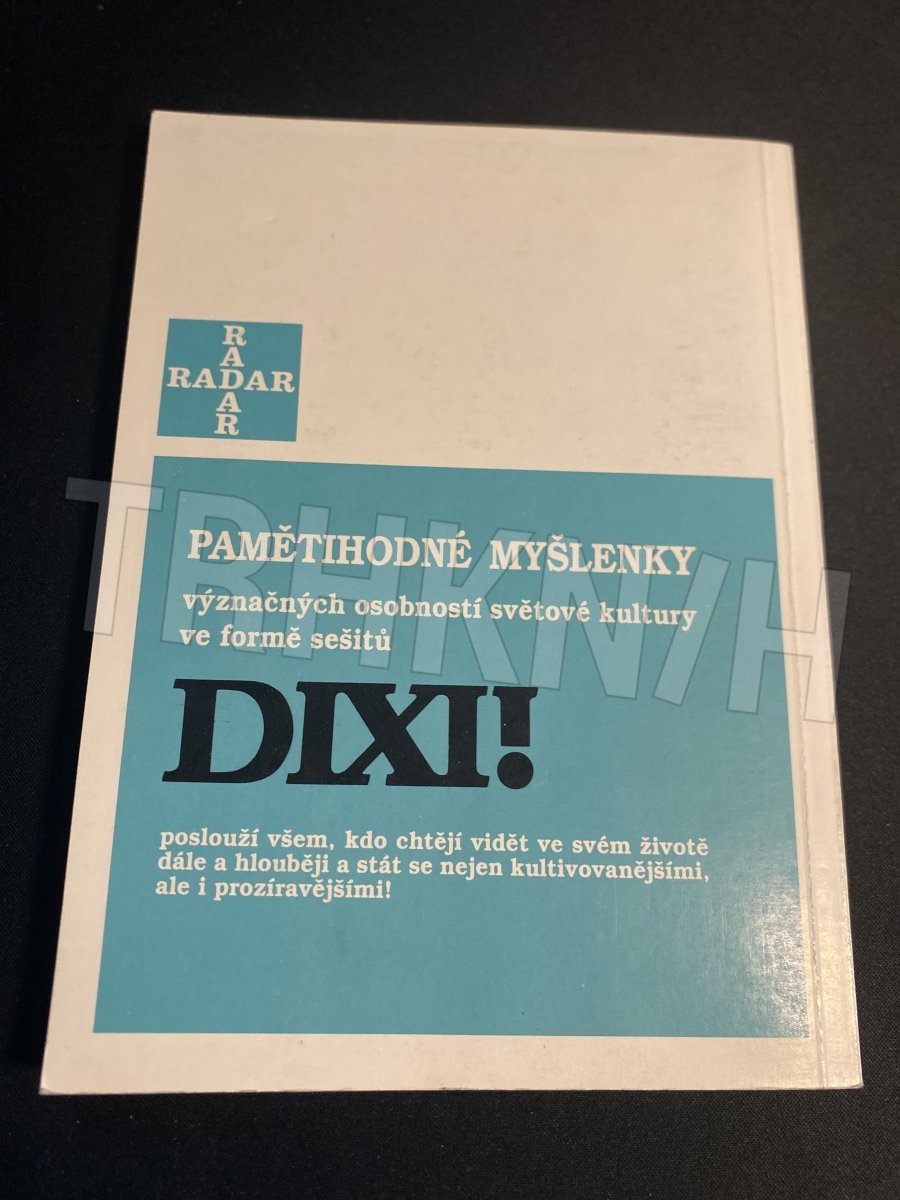 RADAR
RADAR
PAMĚTIHODNÉ MYŠLENKY
význačných osobností světové kultury
ve formě sešitů
DIXI!
poslouží všem, kdo chtějí vidět ve svém životě
dále a hlouběji a stát se nejen kultivovanějšími,
ale i prozíravějšími!
TRHKNIH